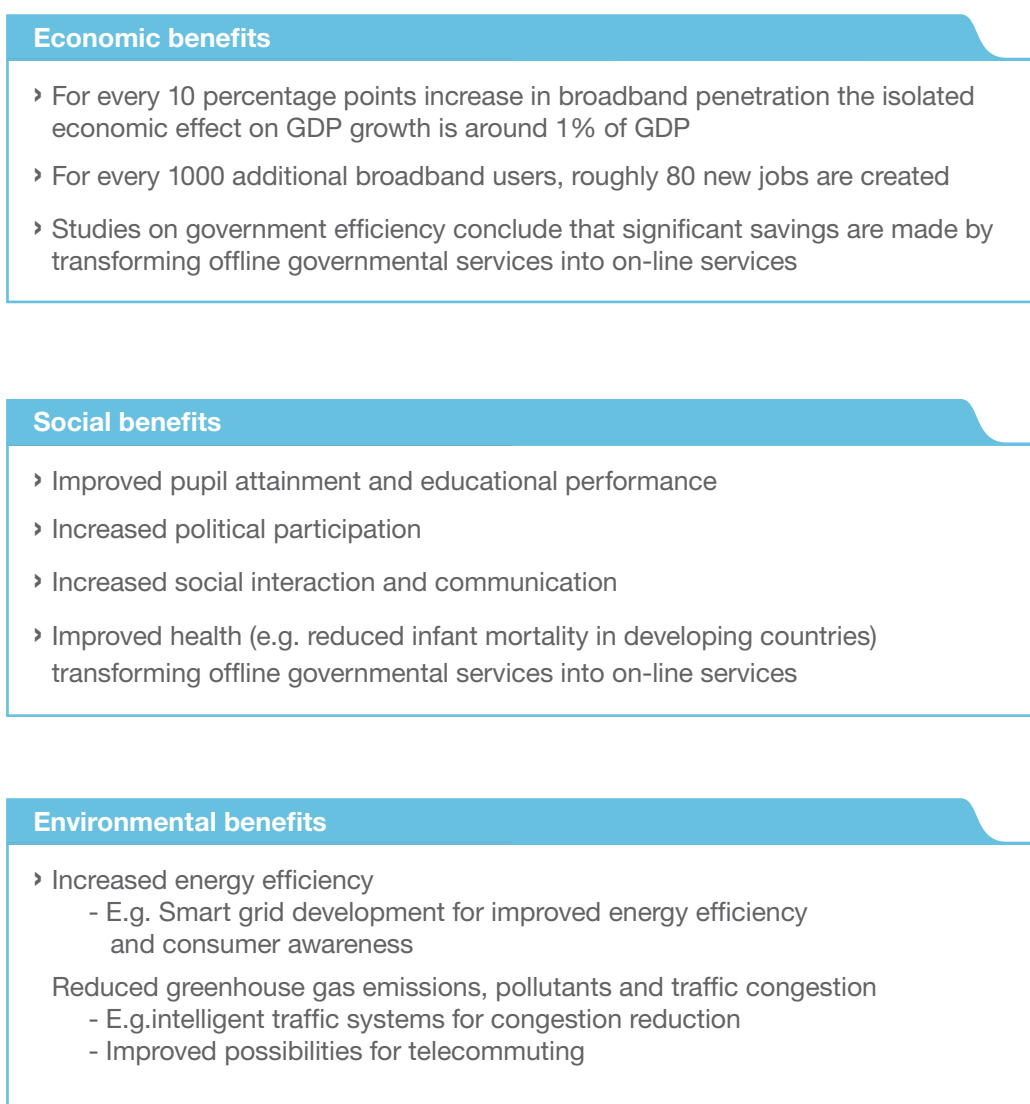 Economic benefits
› For every 10 percentage points increase in broadband penetration the isolated
economic effect on GDP growth is around 1% of GDP
› For every 1000 additional broadband users, roughly 80 new jobs are created
› Studies on government efficiency conclude that significant savings are made by
transforming offline governmental services into on-line services
Social benefits
› Improved pupil attainment and educational performance
› Increased political participation
› Increased social interaction and communication
› Improved health (e.g. reduced infant mortality in developing countries)
transforming offline governmental services into on-line services
Environmental benefits
› Increased energy efficiency
- E.g. Smart grid development for improved energy efficiency
and consumer awareness
Reduced greenhouse gas emissions, pollutants and traffic congestion
- E.g.intelligent traffic systems for congestion reduction
- Improved possibilities for telecommuting